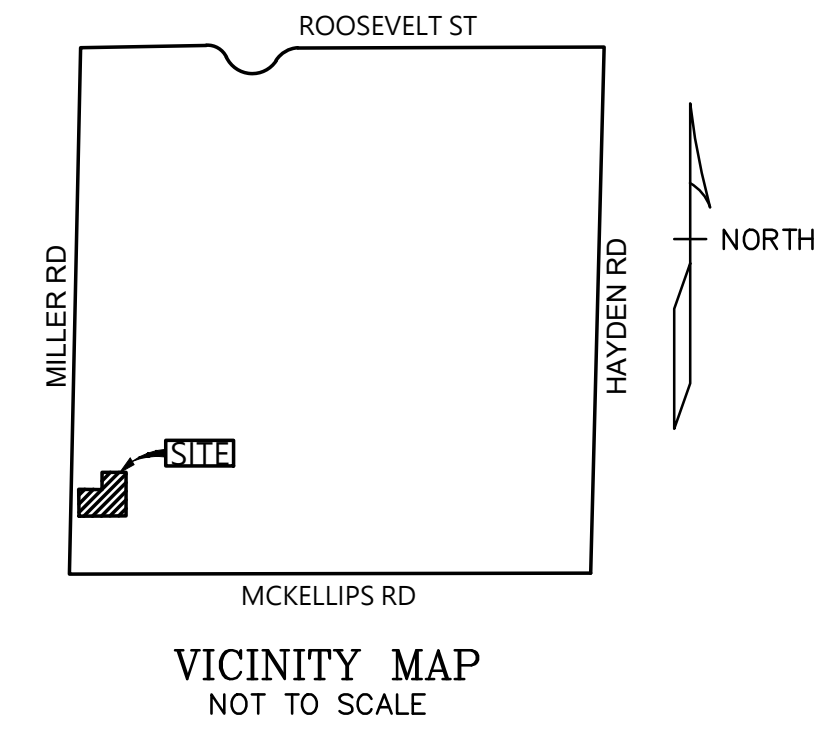 ROOSEVELT ST
MILLER RD
HAYDEN RD
NORTH
SITE
MCKELLIPS RD
VICINITY MAP
NOT TO SCALE